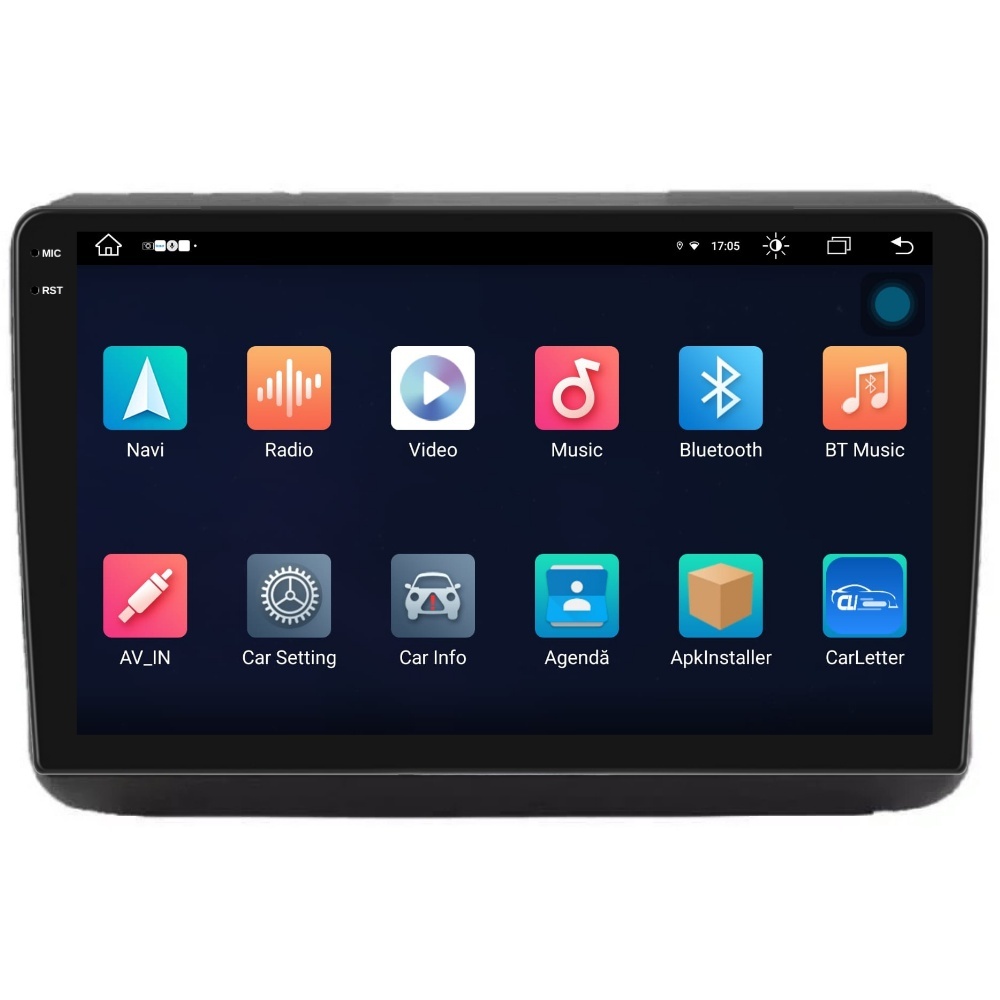 MIC
17:05
RST
Navi
Radio
Video
Music
Bluetooth
BT Music
AV_IN
Car Setting
Car Info
Agendă
ApkInstaller
CarLetter